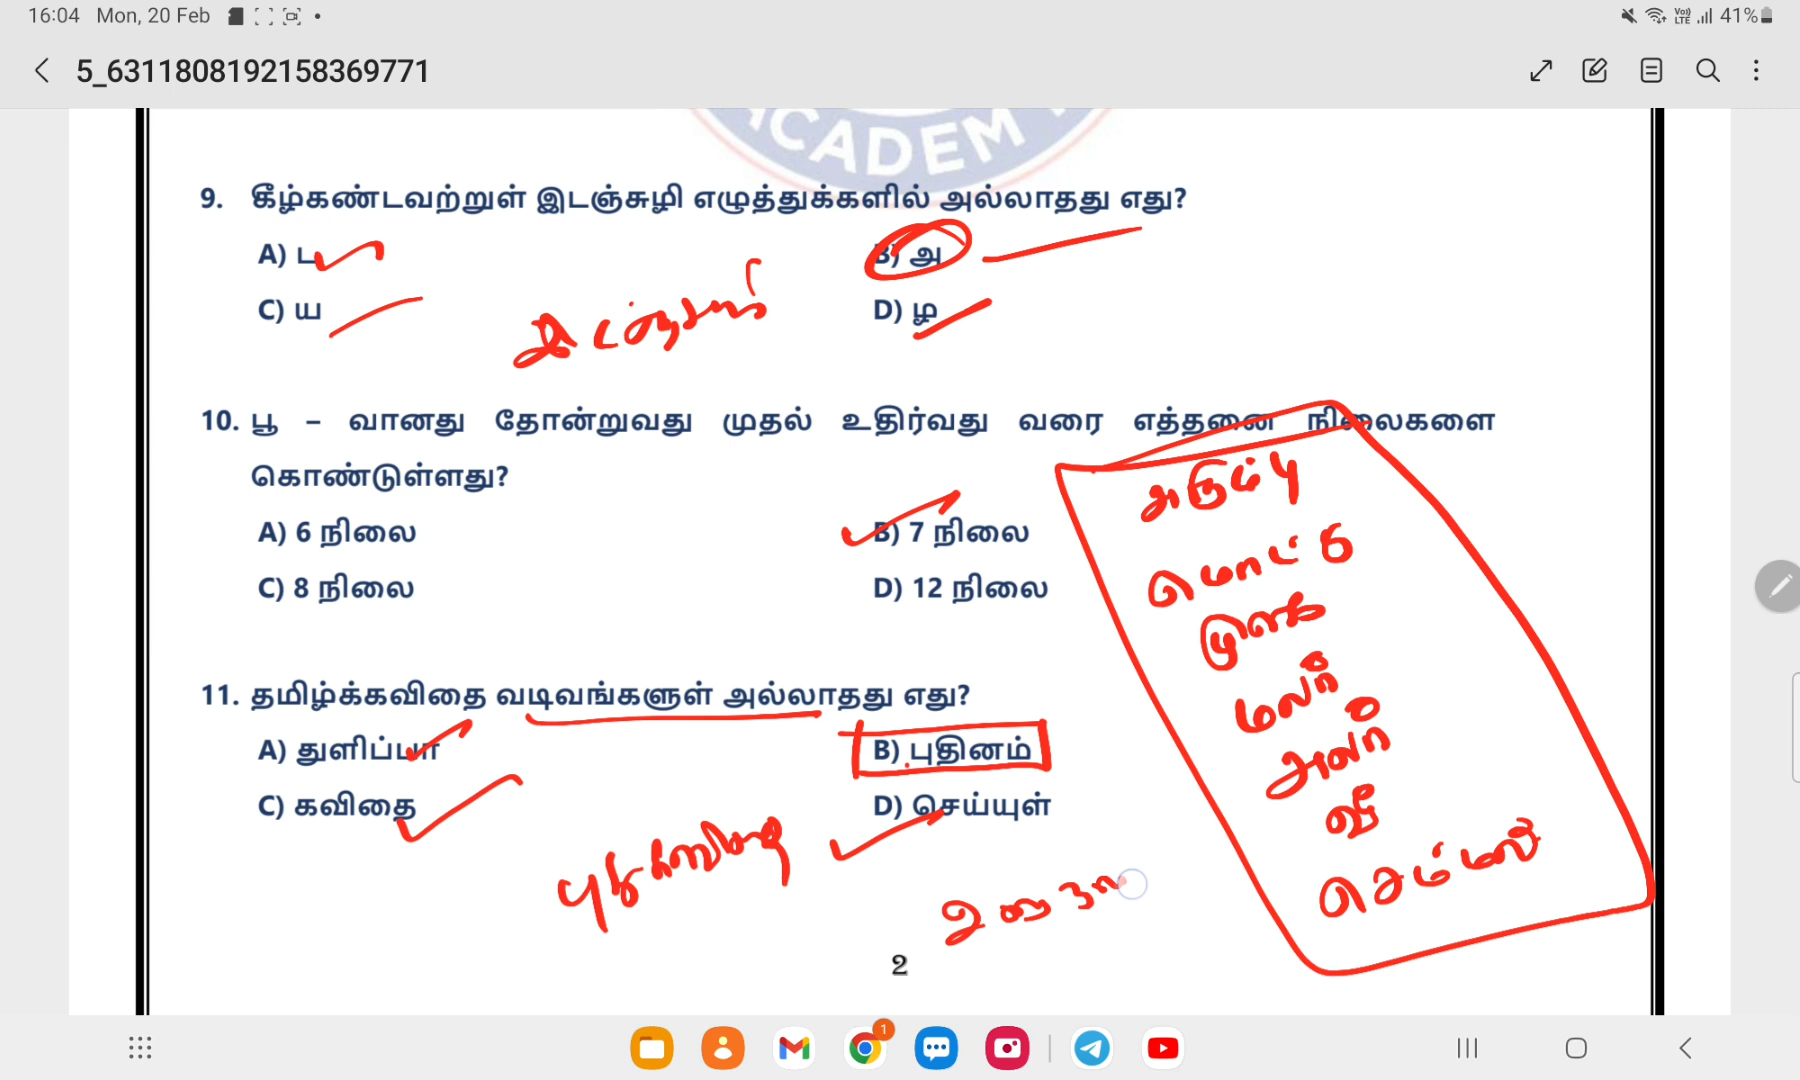 16:04 Mon, 20 Feb
41%
5_6311808192158369771
ACADEM
9. கீழ்கண்டவற்றுள் இடஞ்சுழி எழுத்துக்களில் அல்லாதது எது?
A) ட B) அ
C) ய D) ழ
10. பூ – வானது தோன்றுவது முதல் உதிர்வது வரை எத்தனை நிலைகளை
கொண்டுள்ளது?
A) 6 நிலை B) 7 நிலை
C) 8 நிலை D) 12 நிலை
அரும்பு
மொட்டு
முகை
மலர்
அலர்
வீ
செம்மல்
11. தமிழ்க்கவிதை வடிவங்களுள் அல்லாதது எது?
A) துளிப்பா B) புதினம்
C) கவிதை D) செய்யுள்
புதுக்கவிதை
2
1